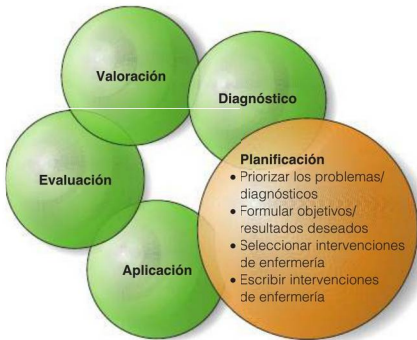 Valoración
Diagnóstico
Planificación
• Priorizar los problemas/
diagnósticos
• Formular objetivos/
resultados deseados
• Seleccionar intervenciones
de enfermería
• Escribir intervenciones
de enfermería
Evaluación
Aplicación